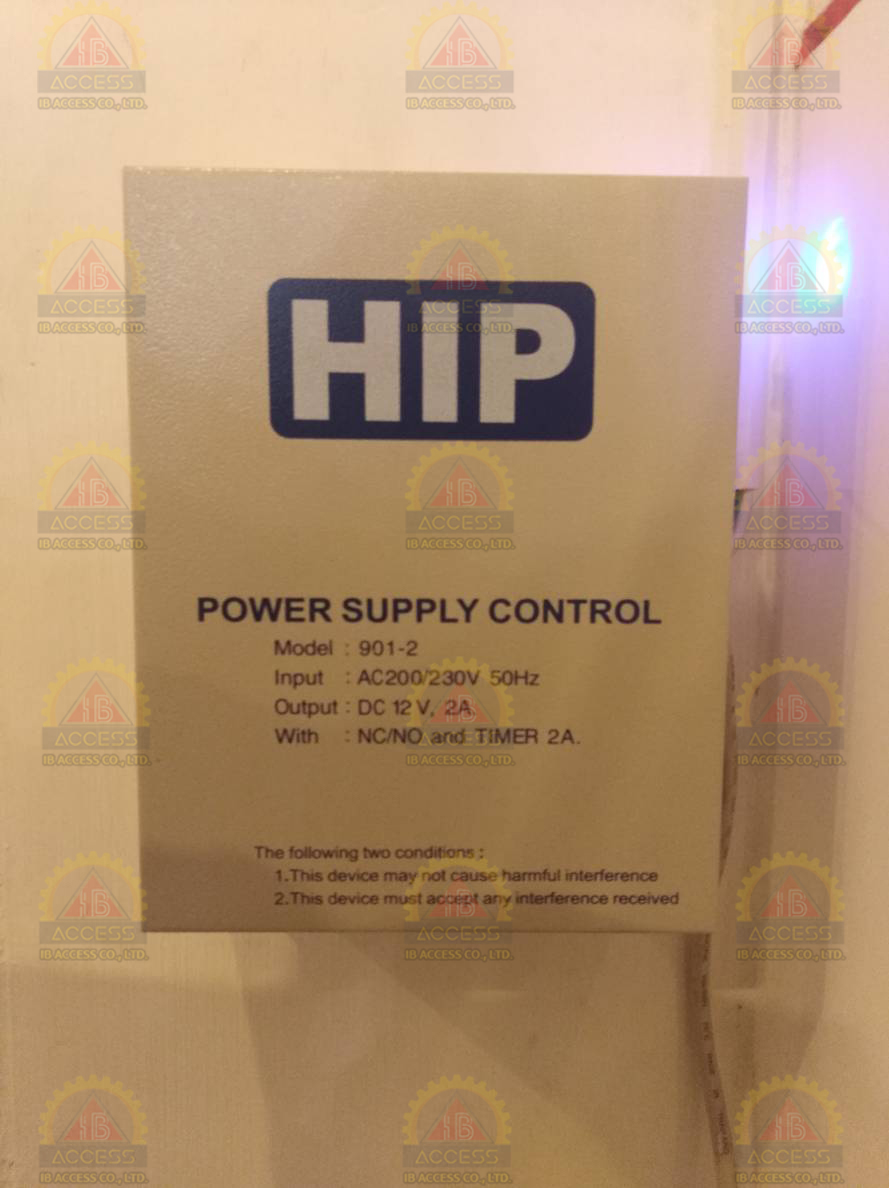 HIP
POWER SUPPLY CONTROL
Model : 901-2
Input : AC200/230V 50Hz
Output : DC 12 V, 2A.
With : NC/NO and TIMER 2A.
The following two conditions :
1.This device may not cause harmful interference
2.This device must accept any interference received
IB
ACCESS
IB ACCESS CO., LTD.